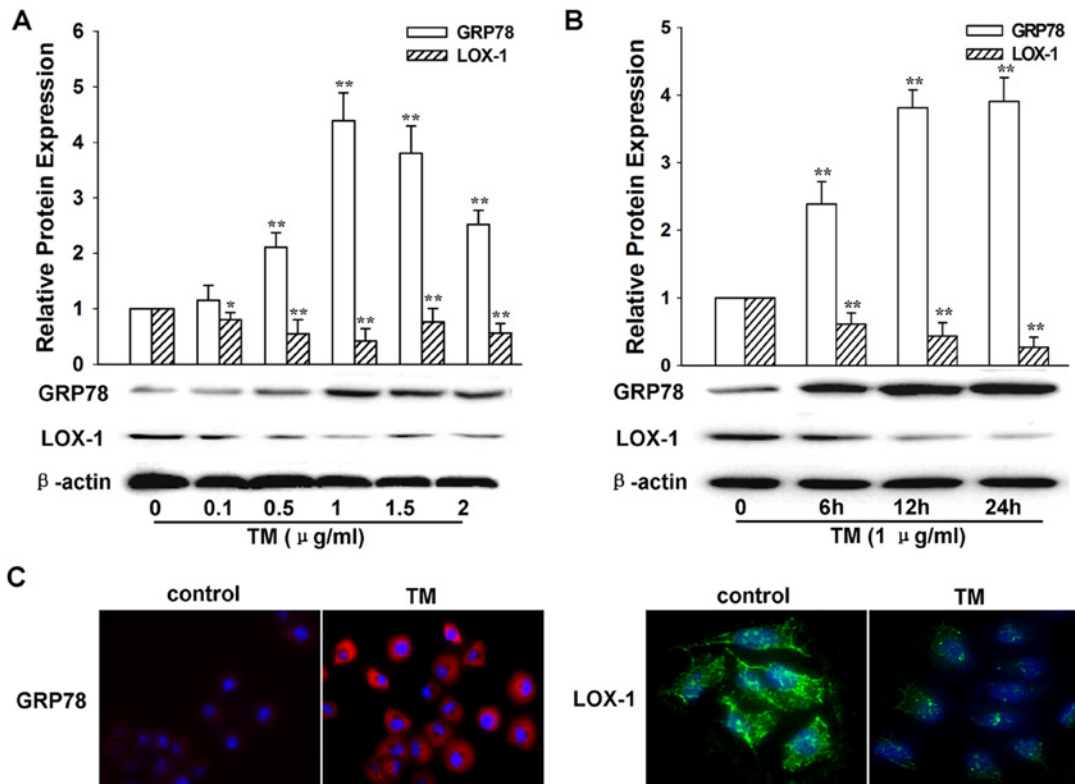 A
GRP78
LOX-1
Relative Protein Expression
6
5
4
3
2
1
0
**
**
**
**
*
**
**
**
**
GRP78
LOX-1
β-actin
0 0.1 0.5 1 1.5 2
TM ( μg/ml)
B
GRP78
LOX-1
Relative Protein Expression
5
4
3
2
1
0
**
**
**
**
**
**
GRP78
LOX-1
β-actin
0 6h 12h 24h
TM (1 μg/ml)
C
control TM
GRP78
control TM
LOX-1